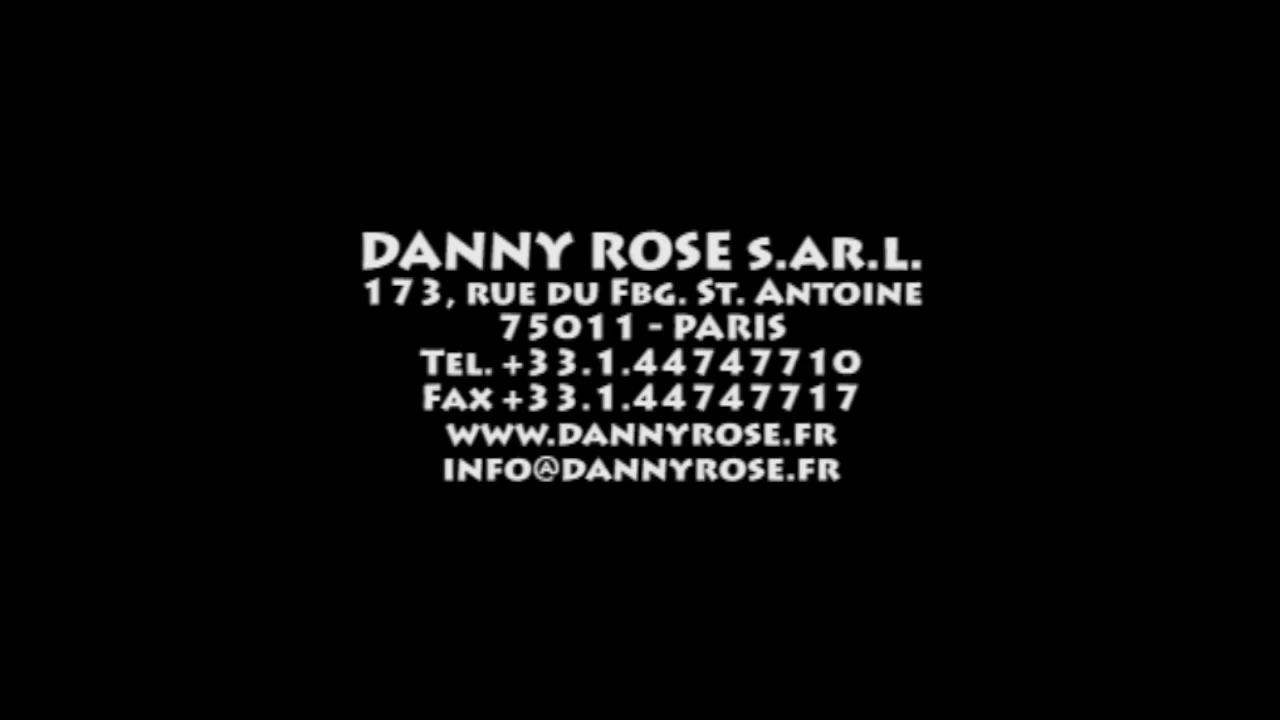 DANNY ROSE S.AR.L.
173, RUE DU FBG. ST. ANTOINE
75011 - PARIS
TEL. +33.1.44747710
FAX +33.1.44747717
WWW.DANNYROSE.FR
INFO@DANNYROSE.FR